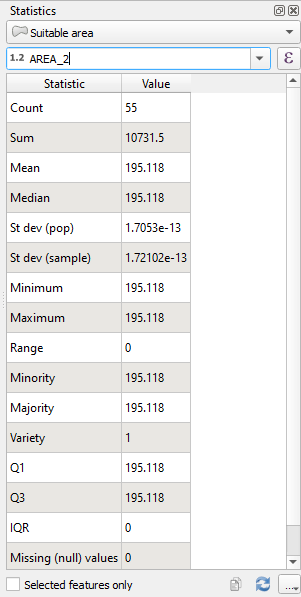 Statistics
Suitable area
1.2 AREA_2
ε
Statistic Value
Count 55
Sum 10731.5
Mean 195.118
Median 195.118
St dev (pop) 1.7053e-13
St dev (sample) 1.72102e-13
Minimum 195.118
Maximum 195.118
Range 0
Minority 195.118
Majority 195.118
Variety 1
Q1 195.118
Q3 195.118
IQR 0
Missing (null) values 0
Selected features only
...